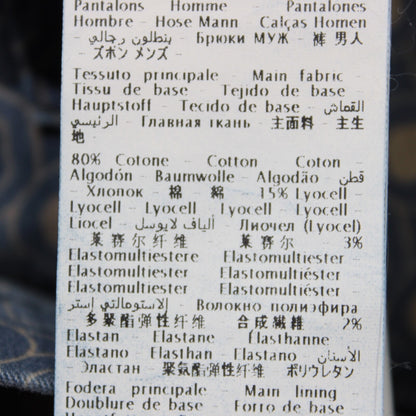 Pantalons Homme - Pantalones
Hombre - Hose Mann - Calças Homen
- بنطلون رجالي - Брюки МУЖ - 裤 男人
- ズボン メンズ -
Tessuto principale - Main fabric
Tissu de base - Tejido de base -
Hauptstoff - Tecido de base - القماش
الرئيسي - Главная ткань - 主面料 - 主生
地 -
80% Cotone - Cotton - Coton -
Algodón - Baumwolle - Algodão - قطن
- Хлопок - 棉 綿 - 15% Lyocell -
Lyocell - Lyocell - Lyocell - Lyocell -
Liocel - ألياف لايوسل - Лиочел (Lyocel)
莱赛尔纤维 莱赛尔 - 3%
Elastomultiestere Elastomultiester -
Elastomultiester Elastomultiéster -
Elastomultiester Elastomultiéster -
الاستومالتي استر - Волокно полиэфира
多聚酯弹性纤维 合成繊維 2%
Elastan Elastane Elasthanne
Elastano Elasthan Elastano الأستان
- Эластан - 聚氨酯弹性纤维 ポリウレタン
Fodera principale - Main lining -
Doublure de base - Forro de base -